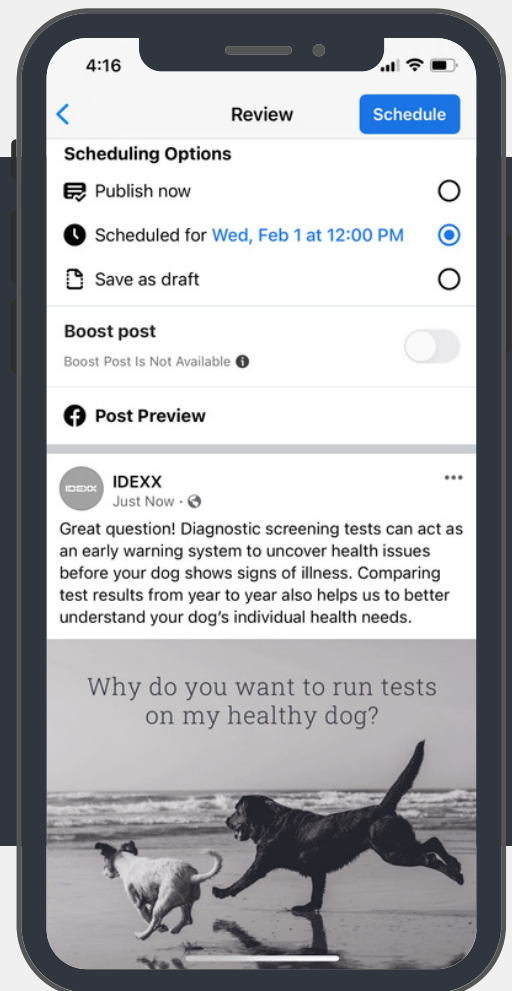 4:16
Review
Schedule
Scheduling Options
Publish now
Scheduled for Wed, Feb 1 at 12:00 PM
Save as draft
Boost post
Boost Post Is Not Available
Post Preview
IDEXX
IDEXX
Just Now ·
Great question! Diagnostic screening tests can act as
an early warning system to uncover health issues
before your dog shows signs of illness. Comparing
test results from year to year also helps us to better
understand your dog’s individual health needs.
Why do you want to run tests
on my healthy dog?